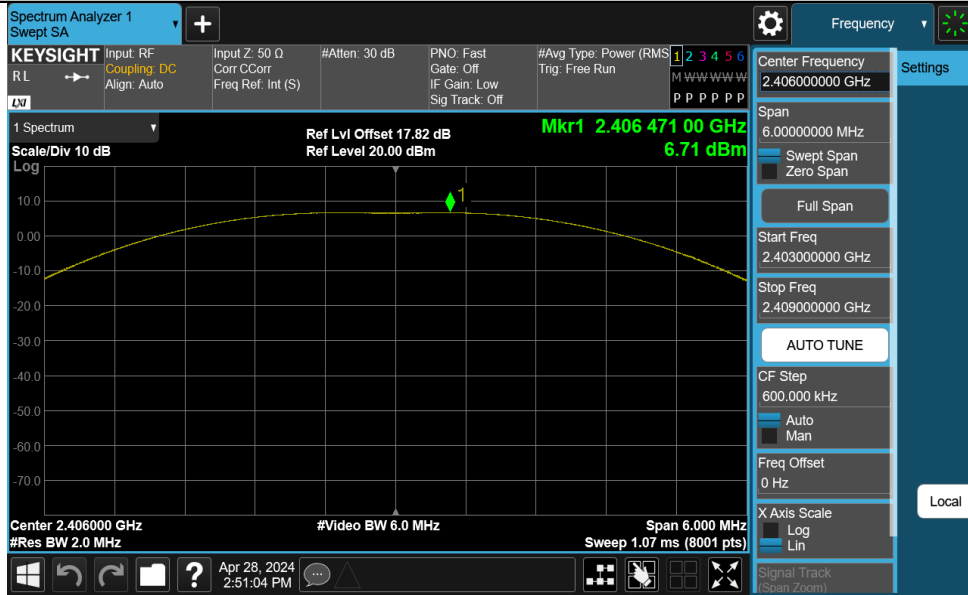 Spectrum Analyzer 1
Swept SA
+
Frequency
KEYSIGHT
RL
LXI
Input: RF
Coupling: DC
Align: Auto
Input Z: 50 Ω
Corr CCorr
Freq Ref: Int (S)
#Atten: 30 dB
PNO: Fast
Gate: Off
IF Gain: Low
Sig Track: Off
#Avg Type: Power (RMS
Trig: Free Run
1 2 3 4 5 6
M W W W W W
P P P P P P
1 Spectrum
Scale/Div 10 dB
Log
Ref Lvl Offset 17.82 dB
Ref Level 20.00 dBm
Mkr1 2.406 471 00 GHz
6.71 dBm
1
10.0
0.00
-10.0
-20.0
-30.0
-40.0
-50.0
-60.0
-70.0
Center 2.406000 GHz
#Video BW 6.0 MHz
Span 6.000 MHz
#Res BW 2.0 MHz
Sweep 1.07 ms (8001 pts)
Center Frequency
2.406000000 GHz
Settings
Span
6.00000000 MHz
Swept Span
Zero Span
Full Span
Start Freq
2.403000000 GHz
Stop Freq
2.409000000 GHz
AUTO TUNE
CF Step
600.000 kHz
Auto
Man
Freq Offset
0 Hz
Local
X Axis Scale
Log
Lin
Signal Track
(Span Zoom)
?
Apr 28, 2024
2:51:04 PM